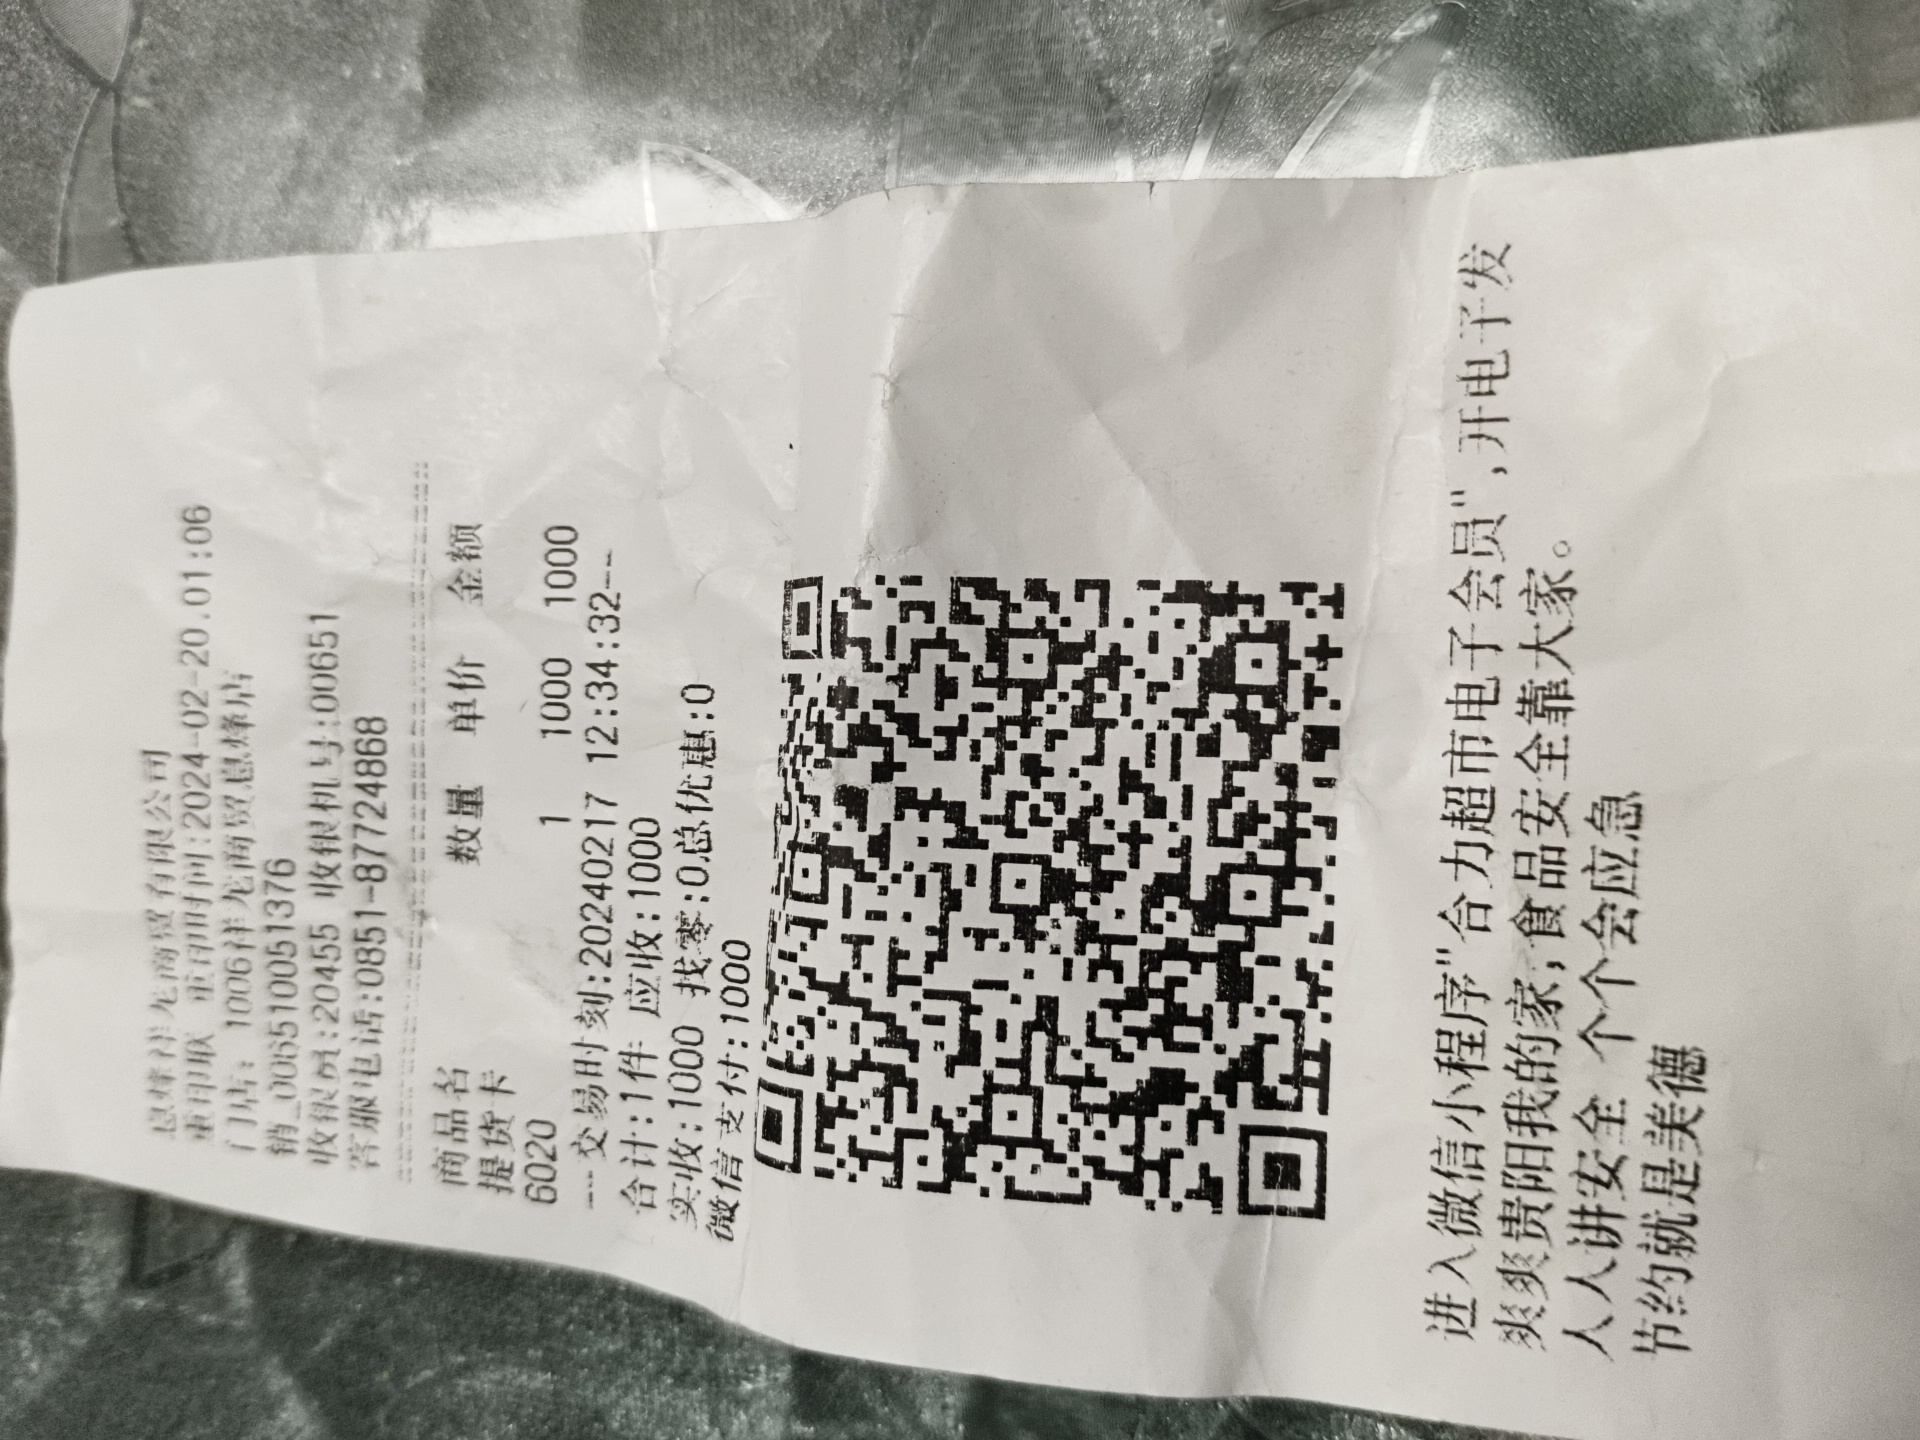 息烽祥龙商贸有限公司
重印联 重印时间:2024-02-20.01:06
门店: 1006祥龙商贸息烽店
销_00651005​1376
收银员:20455 收银机号:00651
客服电话:0851-87724868
商品名 数量 单价 金额
提货卡
6020 1 1000 1000
---交易时刻:20240217 12:34:32--
合计:1件 应收:1000
实收:1000 找零:0总优惠:0
微信支付:1000
进入微信小程序"合力超市电子会员",开电子发
爽爽贵阳我的家,食品安全靠大家。
人人讲安全 个个会应急
节约就是美德